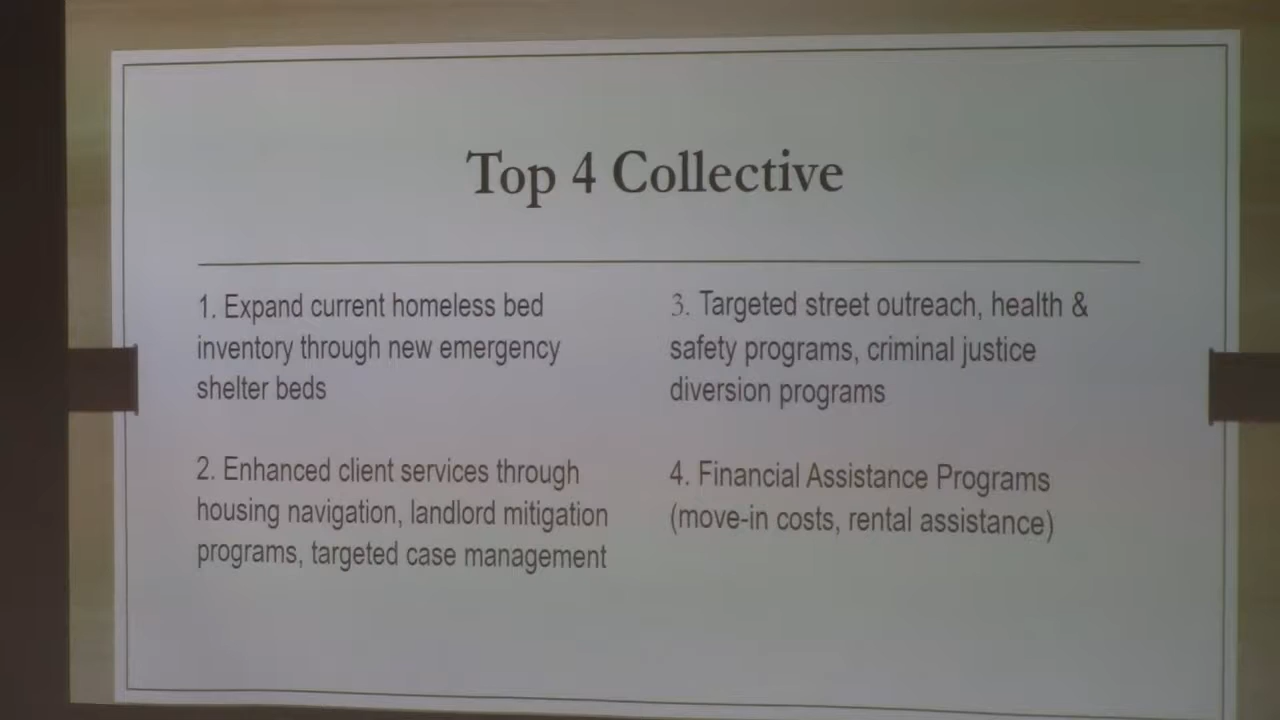 Top 4 Collective
1. Expand current homeless bed
inventory through new emergency
shelter beds
2. Enhanced client services through
housing navigation, landlord mitigation
programs, targeted case management
3. Targeted street outreach, health &
safety programs, criminal justice
diversion programs
4. Financial Assistance Programs
(move-in costs, rental assistance)